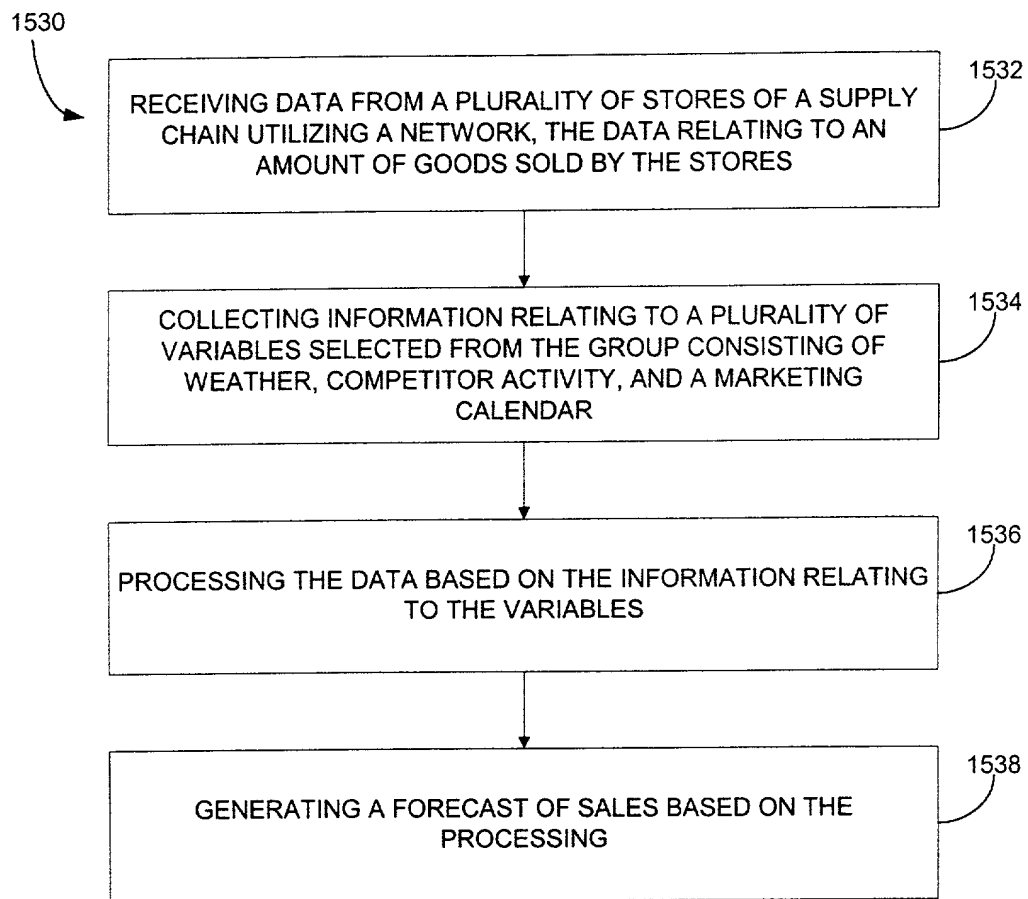 1530
1532
RECEIVING DATA FROM A PLURALITY OF STORES OF A SUPPLY
CHAIN UTILIZING A NETWORK, THE DATA RELATING TO AN
AMOUNT OF GOODS SOLD BY THE STORES
1534
COLLECTING INFORMATION RELATING TO A PLURALITY OF
VARIABLES SELECTED FROM THE GROUP CONSISTING OF
WEATHER, COMPETITOR ACTIVITY, AND A MARKETING
CALENDAR
1536
PROCESSING THE DATA BASED ON THE INFORMATION RELATING
TO THE VARIABLES
1538
GENERATING A FORECAST OF SALES BASED ON THE
PROCESSING